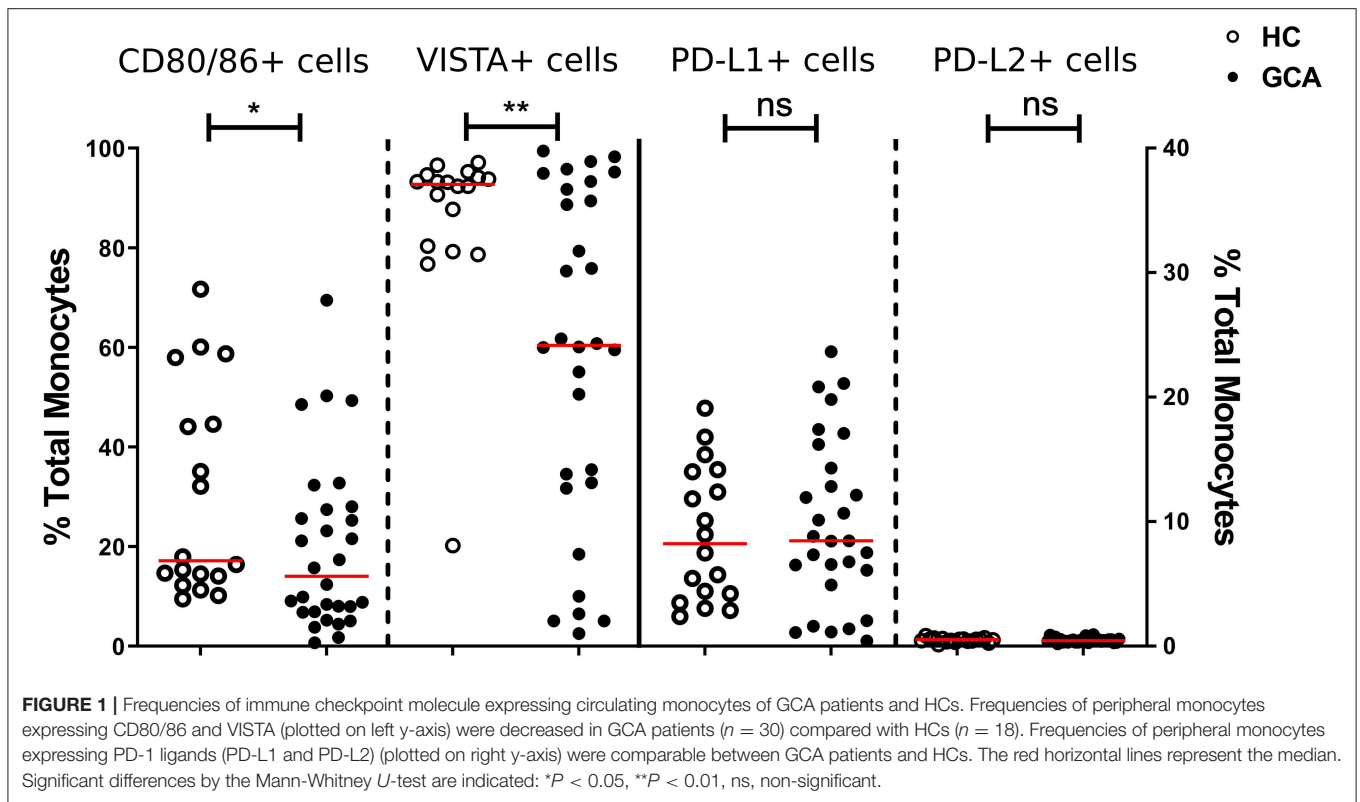 CD80/86+ cells VISTA+ cells PD-L1+ cells PD-L2+ cells
HC
GCA
* ** ns ns
% Total Monocytes
100
80
60
40
20
0
40
30
20
10
0
% Total Monocytes
FIGURE 1 | Frequencies of immune checkpoint molecule expressing circulating monocytes of GCA patients and HCs. Frequencies of peripheral monocytes
expressing CD80/86 and VISTA (plotted on left y-axis) were decreased in GCA patients (n = 30) compared with HCs (n = 18). Frequencies of peripheral monocytes
expressing PD-1 ligands (PD-L1 and PD-L2) (plotted on right y-axis) were comparable between GCA patients and HCs. The red horizontal lines represent the median.
Significant differences by the Mann-Whitney U-test are indicated: *P < 0.05, **P < 0.01, ns, non-significant.